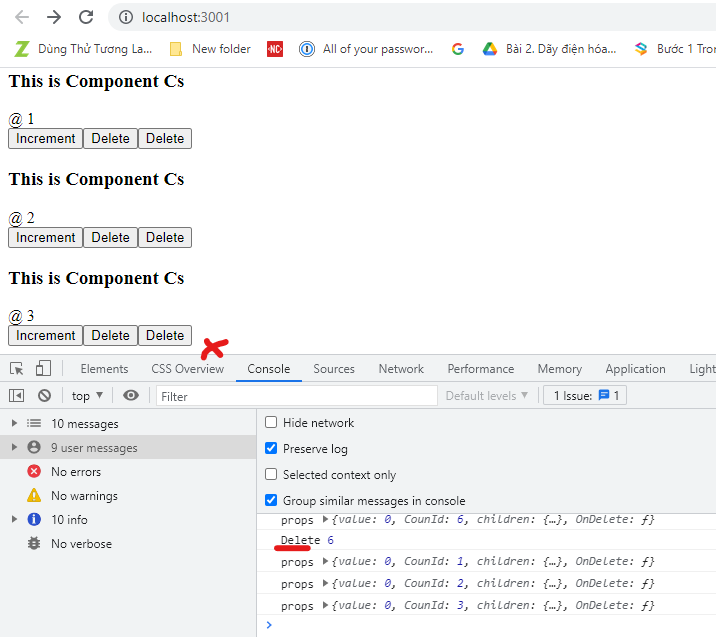 localhost:3001
Dùng Thử Tương La... New folder NC All of your passwor... G Bài 2. Dãy điện hóa... Bước 1 Tron
This is Component Cs
@ 1
Increment Delete Delete
This is Component Cs
@ 2
Increment Delete Delete
This is Component Cs
@ 3
Increment Delete Delete
Elements CSS Overview Console Sources Network Performance Memory Application Light
top ▼ Filter Default levels ▼ 1 Issue: 1
10 messages
9 user messages
No errors
No warnings
10 info
No verbose
Hide network
Preserve log
Selected context only
Group similar messages in console
props ▶{value: 0, CounId: 6, children: {…}, OnDelete: ƒ}
Delete 6
props ▶{value: 0, CounId: 1, children: {…}, OnDelete: ƒ}
props ▶{value: 0, CounId: 2, children: {…}, OnDelete: ƒ}
props ▶{value: 0, CounId: 3, children: {…}, OnDelete: ƒ}
>